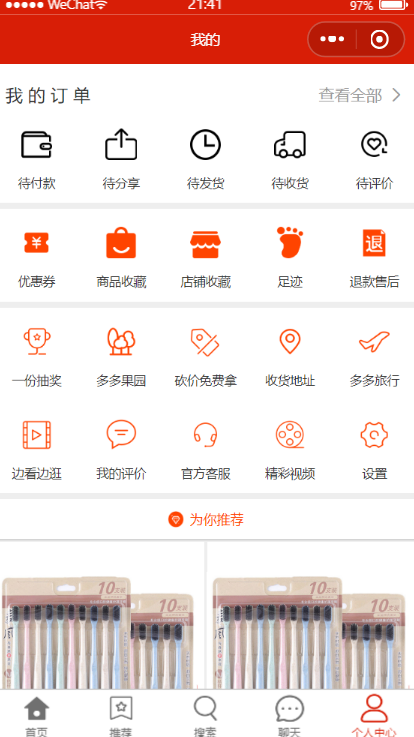 WeChat 21:41 97%
我的
我的订单 查看全部
待付款 待分享 待发货 待收货 待评价
¥ 退
优惠券 商品收藏 店铺收藏 足迹 退款售后
一份抽奖 多多果园 砍价免费拿 收货地址 多多旅行
边看边逛 我的评价 官方客服 精彩视频 设置
为你推荐
10支装 10支装
10支装 10支装
首页 推荐 搜索 聊天 个人中心